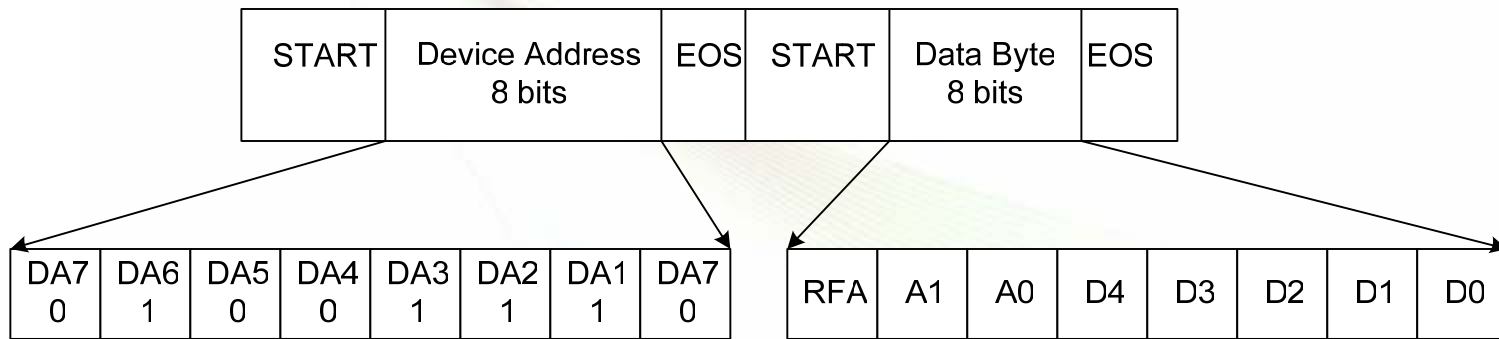 START
Device Address
8 bits
EOS
START
Data Byte
8 bits
EOS
DA7 DA6 DA5 DA4 DA3 DA2 DA1 DA7
0 1 0 0 1 1 1 0
RFA A1 A0 D4 D3 D2 D1 D0